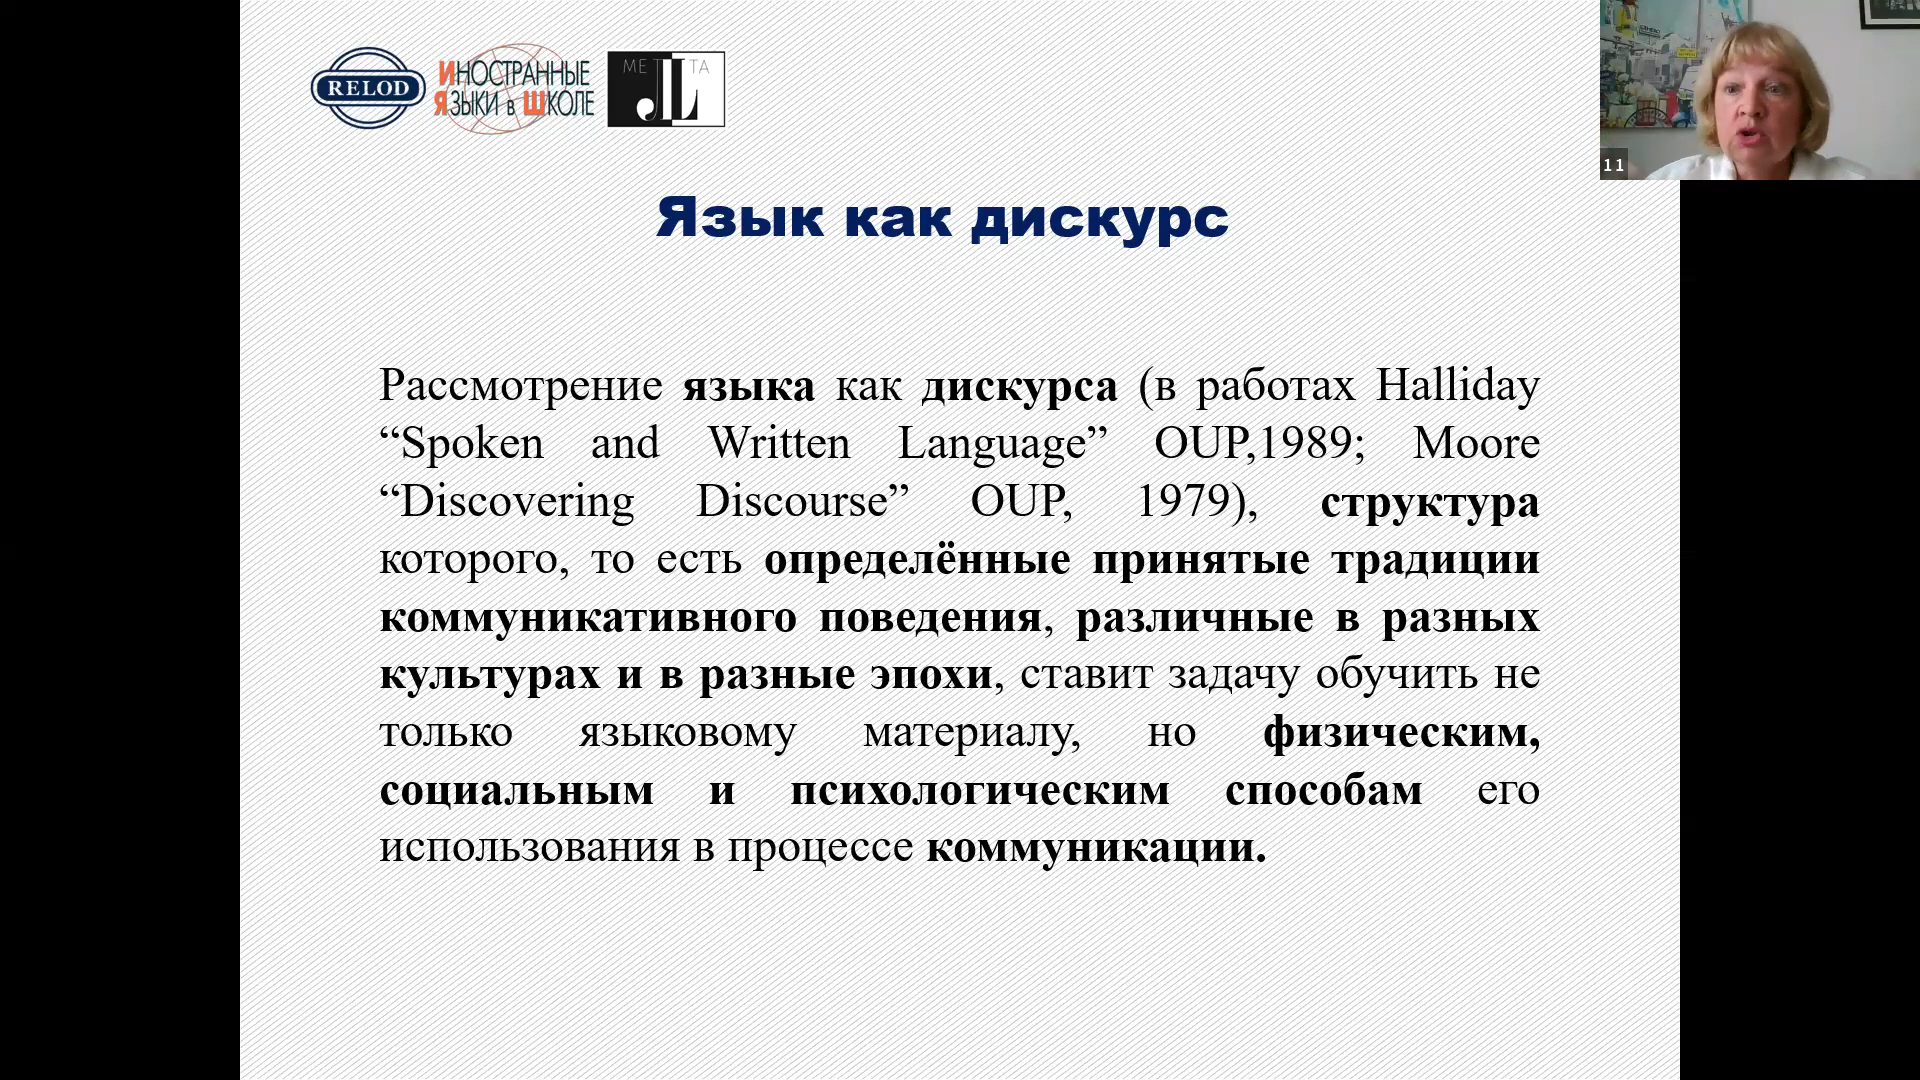 RELOD
ИНОСТРАННЫЕ
ЯЗЫКИ в ШКОЛЕ
МЕТА
JL
11
Язык как дискурс
Рассмотрение языка как дискурса (в работах Halliday
“Spoken and Written Language” OUP,1989; Moore
“Discovering Discourse” OUP, 1979), структура
которого, то есть определённые принятые традиции
коммуникативного поведения, различные в разных
культурах и в разные эпохи, ставит задачу обучить не
только языковому материалу, но физическим,
социальным и психологическим способам его
использования в процессе коммуникации.